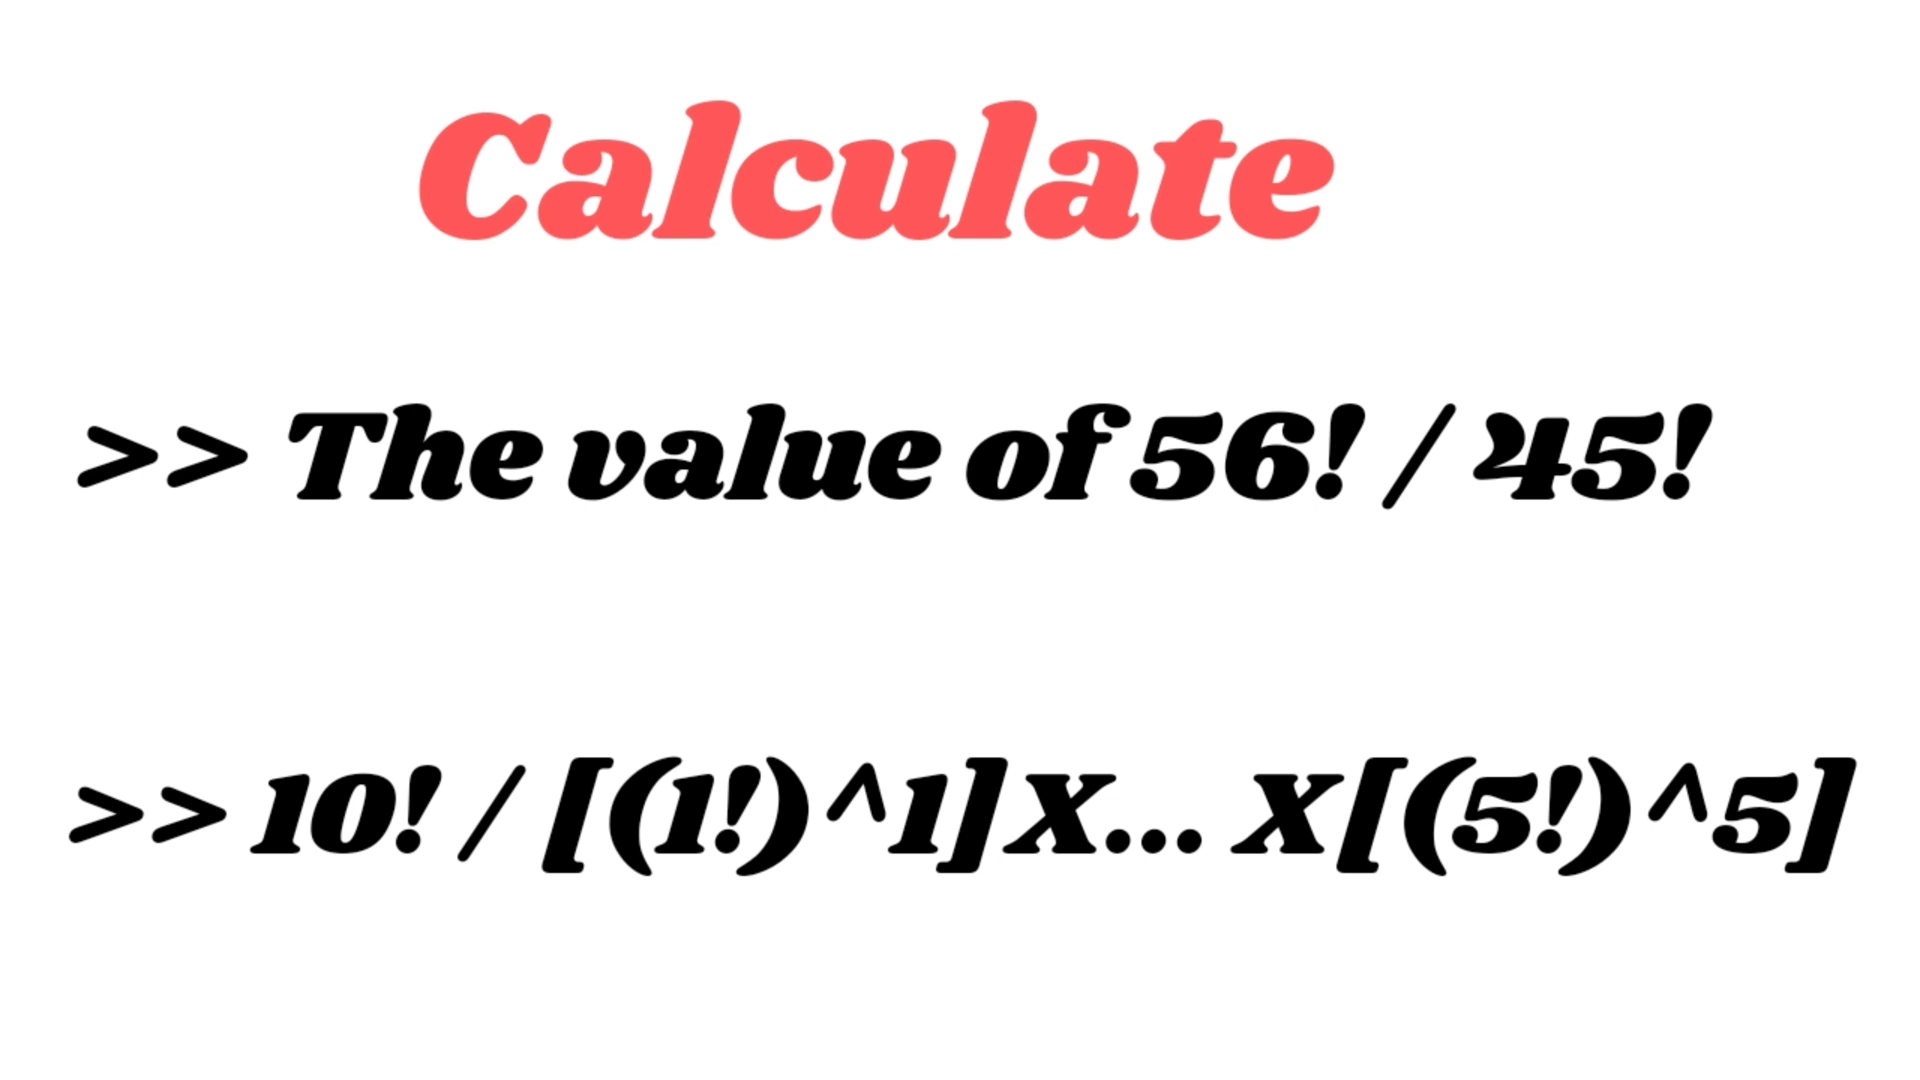 Calculate
>> The value of 56! / 45!
>> 10! / [(1!)^1]X... X[(5!)^5]